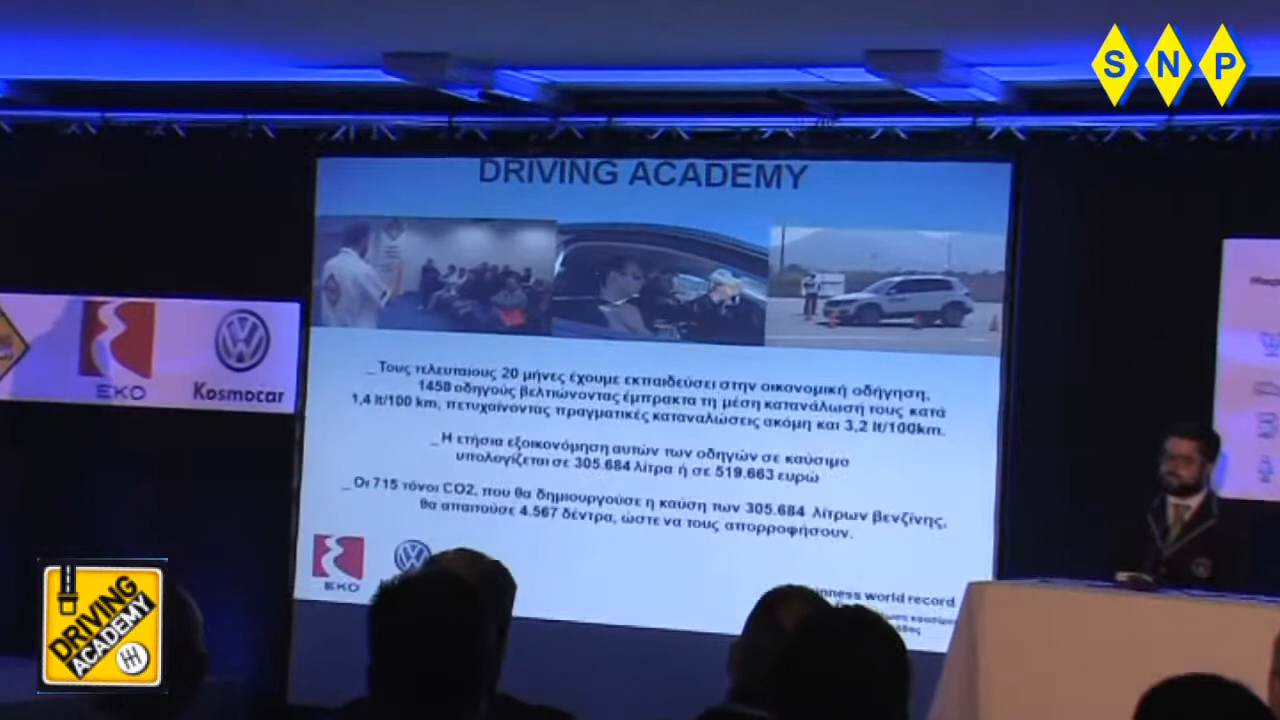 S N P
DRIVING ACADEMY
_ Τους τελευταίους 20 μήνες έχουμε εκπαιδεύσει στην οικονομική οδήγηση,
1458 οδηγούς βελτιώνοντας έμπρακτα τη μέση κατανάλωσή τους κατά
1,4 lt/100 km, πετυχαίνοντας πραγματικές καταναλώσεις ακόμη και 3,2 lt/100km.
_ Η ετήσια εξοικονόμηση αυτών των οδηγών σε καύσιμο
υπολογίζεται σε 305.684 λίτρα ή σε 519.663 ευρώ
_ Οι 715 τόνοι CO2, που θα δημιουργούσε η καύση των 305.684 λίτρων βενζίνης,
θα απαιτούσε 4.567 δέντρα, ώστε να τους απορροφήσουν.
EKO
world record
EKO
Kosmocar
DRIVING
ACADEMY